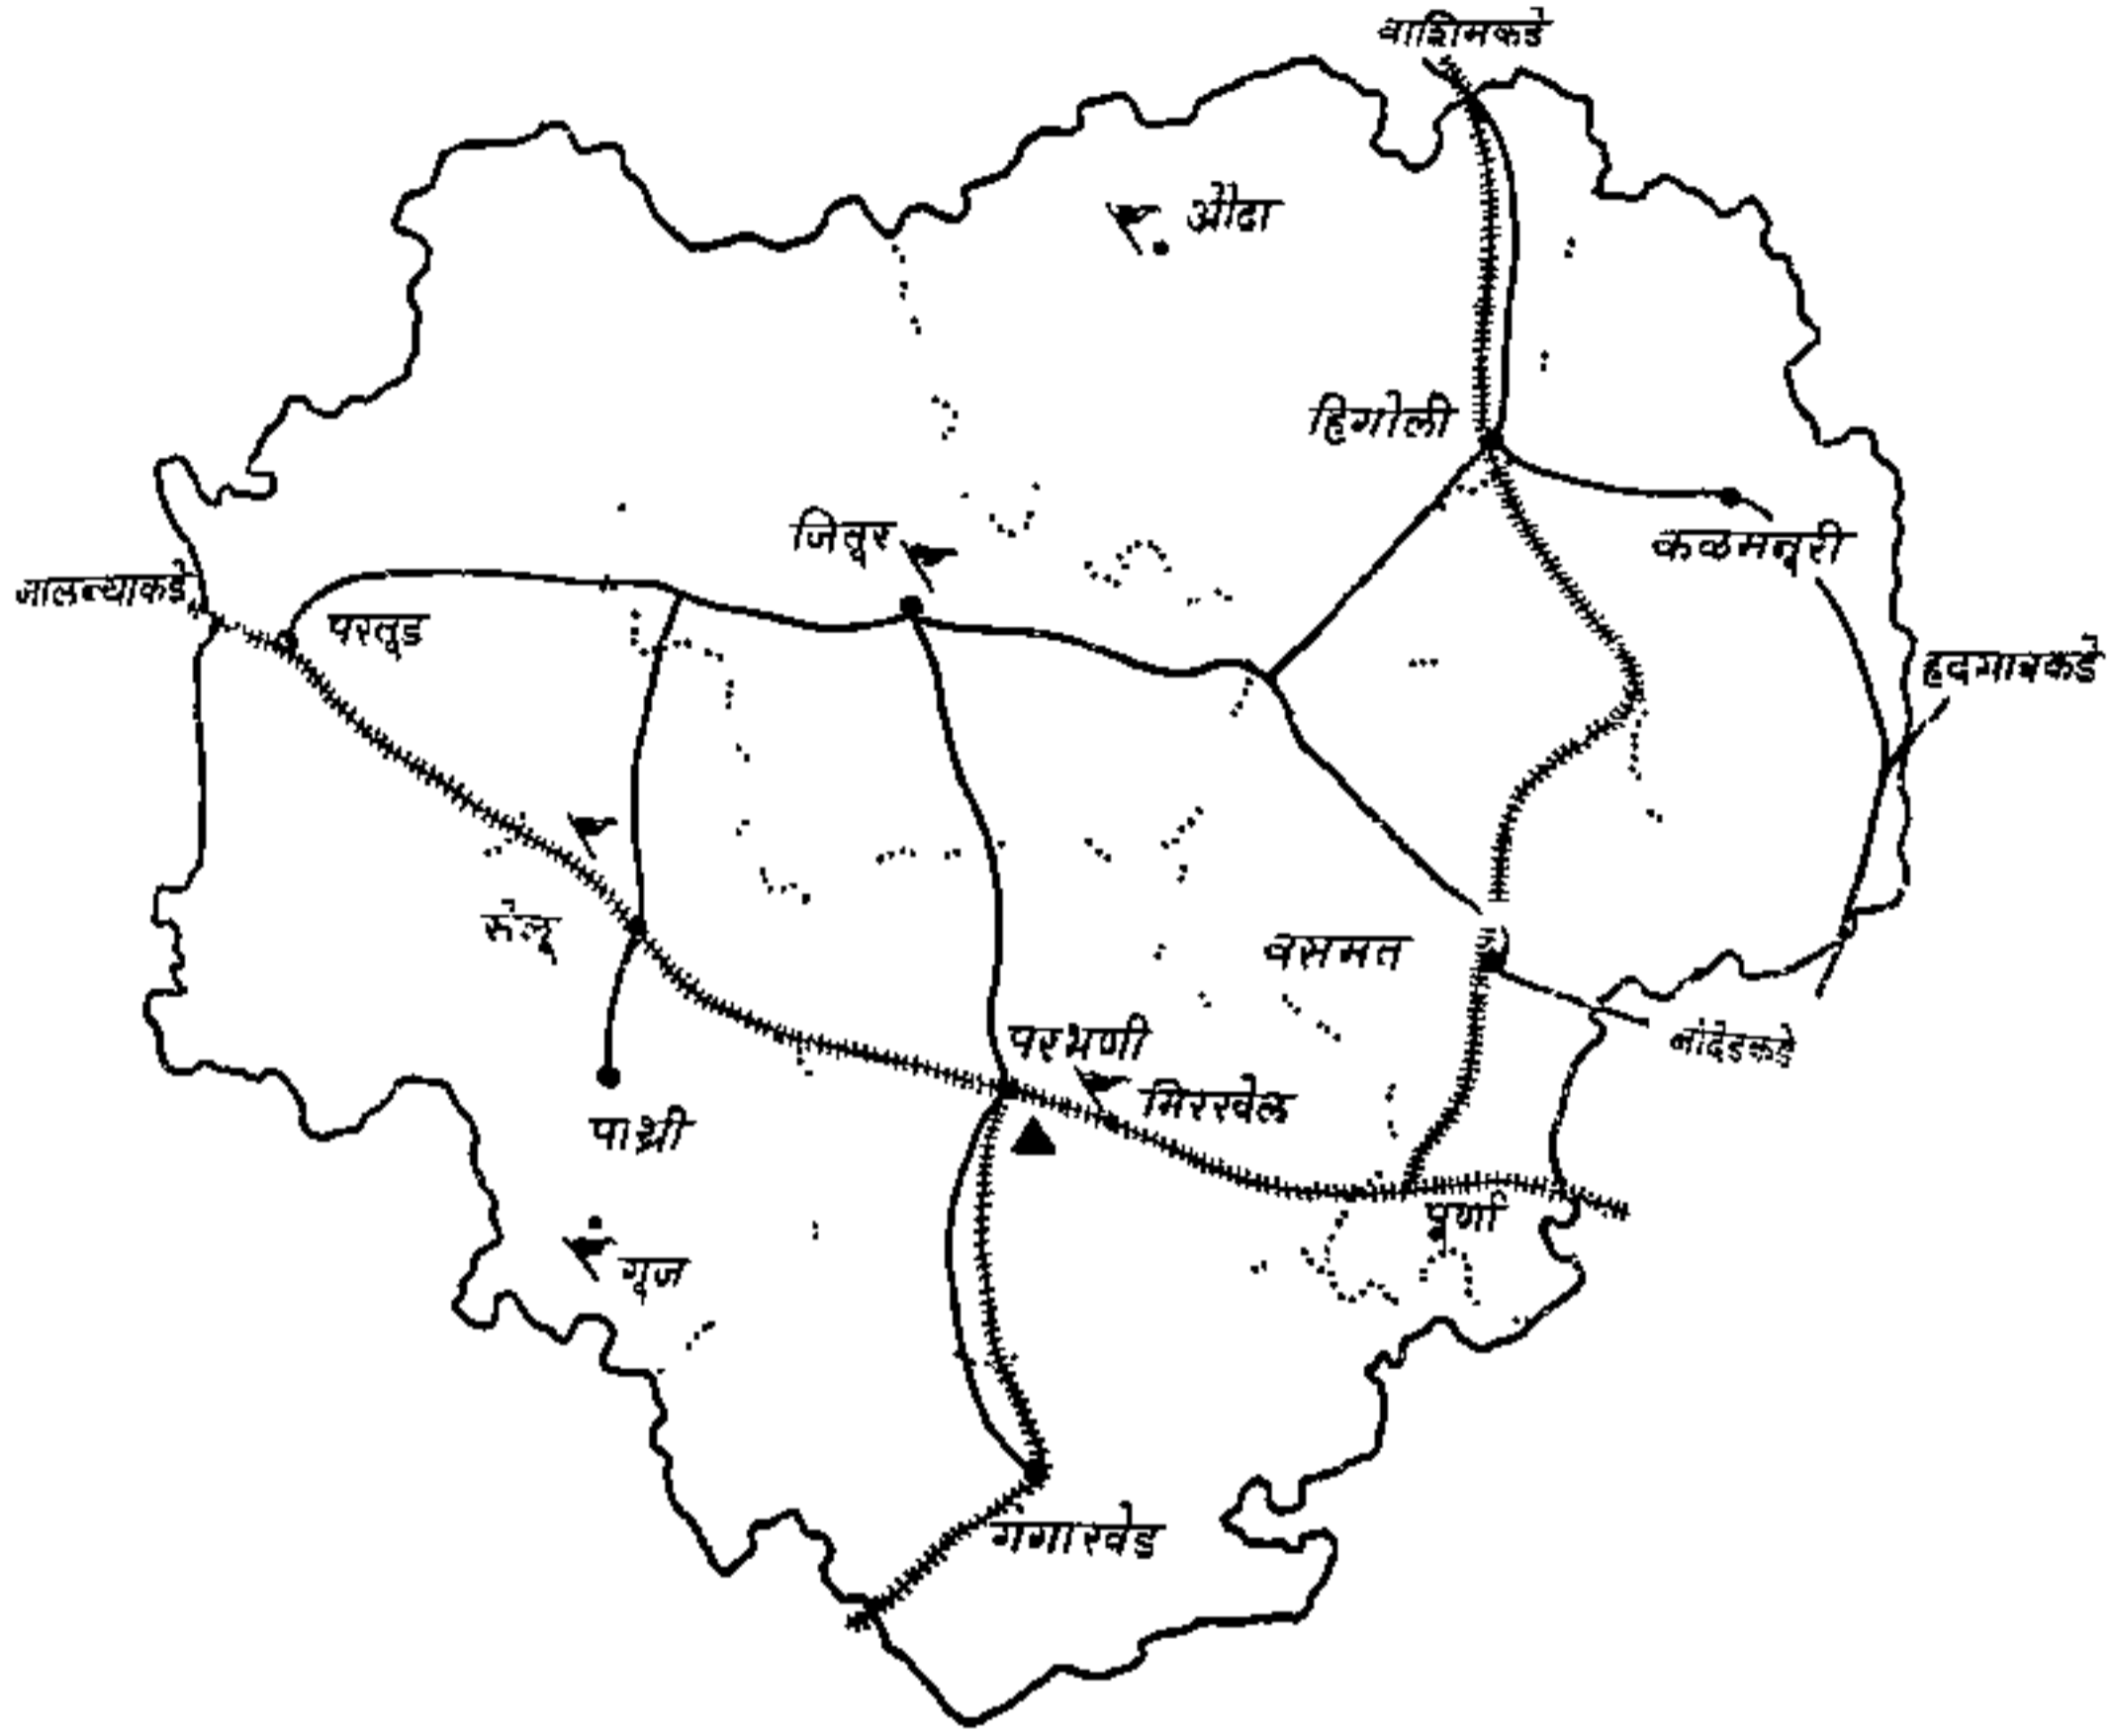 वाशिमकडे
औंढा
हिंगोली
जिंतूर
कळमनूरी
जालन्याकडे
परतूड
हदगावकडे
सेलू
वसमत
परभणी
नांदेडकडे
मिरखेल
पाथ्री
पूर्णा
गूज
गंगाखेड